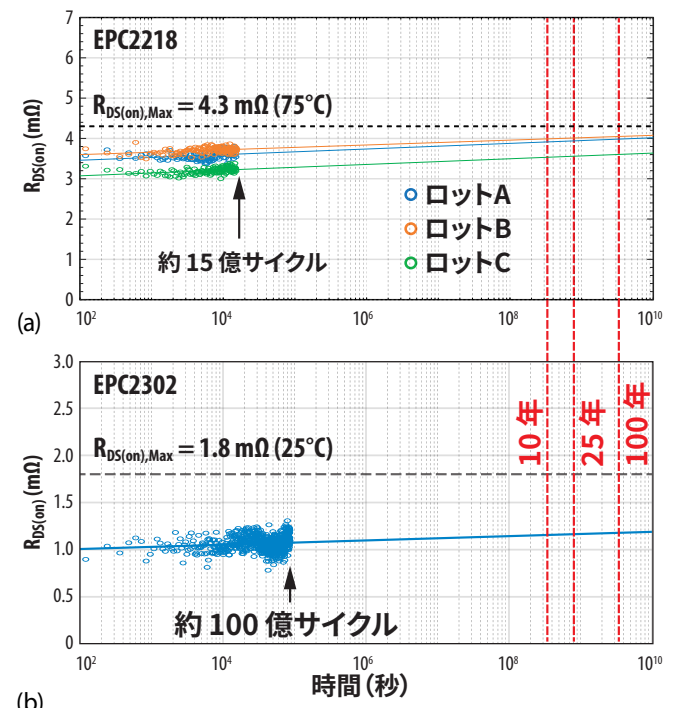 7
EPC2218
6
5
R_DS(on),Max = 4.3 mΩ (75°C)
4
R_DS(on) (mΩ)
3
ロットA
2
ロットB
約 15 億サイクル
1
ロットC
0
10² 10⁴ 10⁶ 10⁸ 10¹⁰
(a)
3.0
EPC2302
2.5
R_DS(on),Max = 1.8 mΩ (25°C)
10 年
25 年
100 年
2.0
1.5
R_DS(on) (mΩ)
1.0
0.5
約 100 億サイクル
0
10² 10⁴ 10⁶ 10⁸ 10¹⁰
時間（秒）
(b)